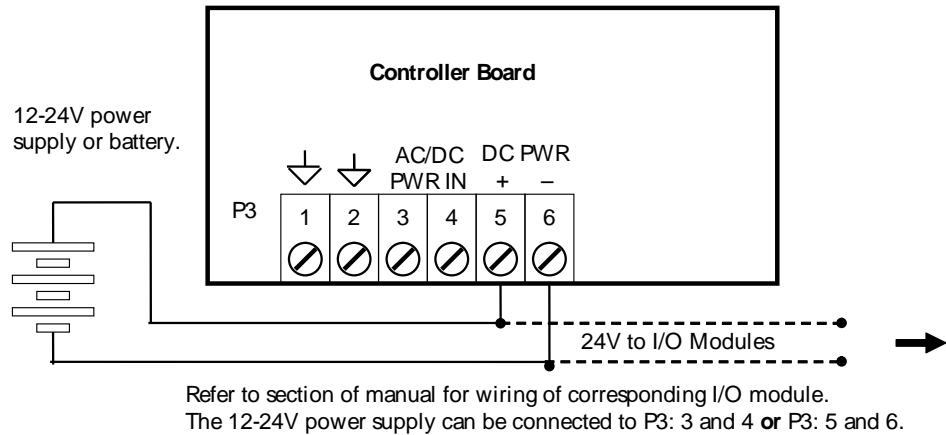 Controller Board
12-24V power
supply or battery.
AC/DC DC PWR
PWR IN + –
P3 1 2 3 4 5 6
24V to I/O Modules
Refer to section of manual for wiring of corresponding I/O module.
The 12-24V power supply can be connected to P3: 3 and 4 or P3: 5 and 6.